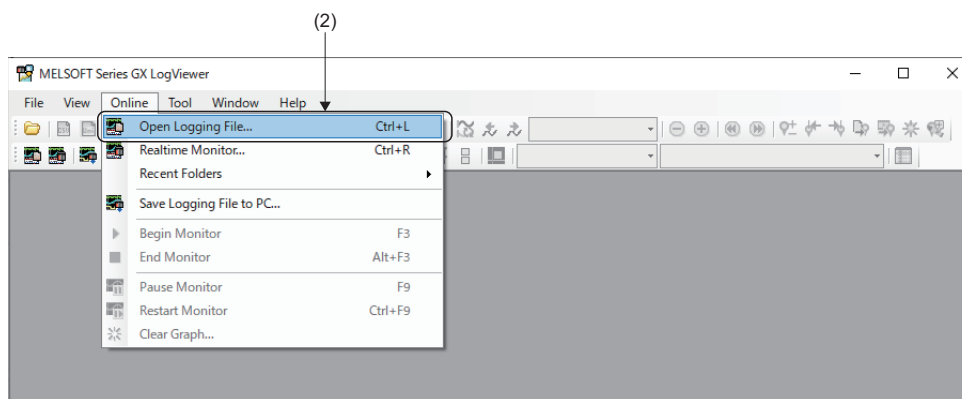 (2)
MELSOFT Series GX LogViewer
File View Online Tool Window Help
Open Logging File... Ctrl+L
Realtime Monitor... Ctrl+R
Recent Folders
Save Logging File to PC...
Begin Monitor F3
End Monitor Alt+F3
Pause Monitor F9
Restart Monitor Ctrl+F9
Clear Graph...